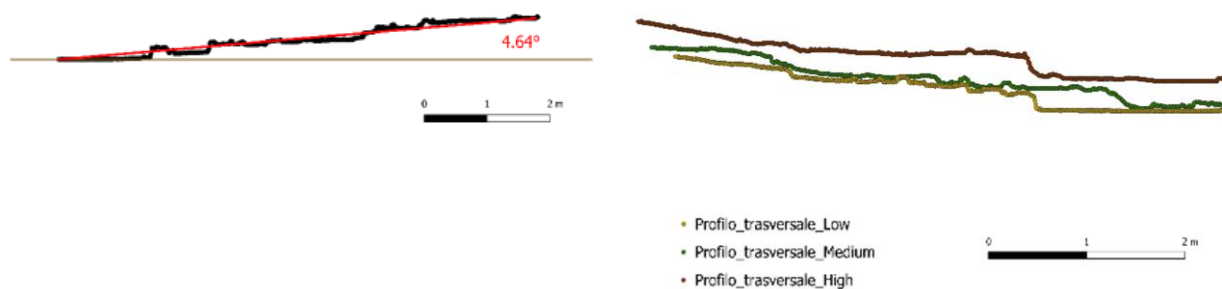 4.64°
0 1 2 m
Profilo_trasversale_Low
Profilo_trasversale_Medium
Profilo_trasversale_High
0 1 2 m